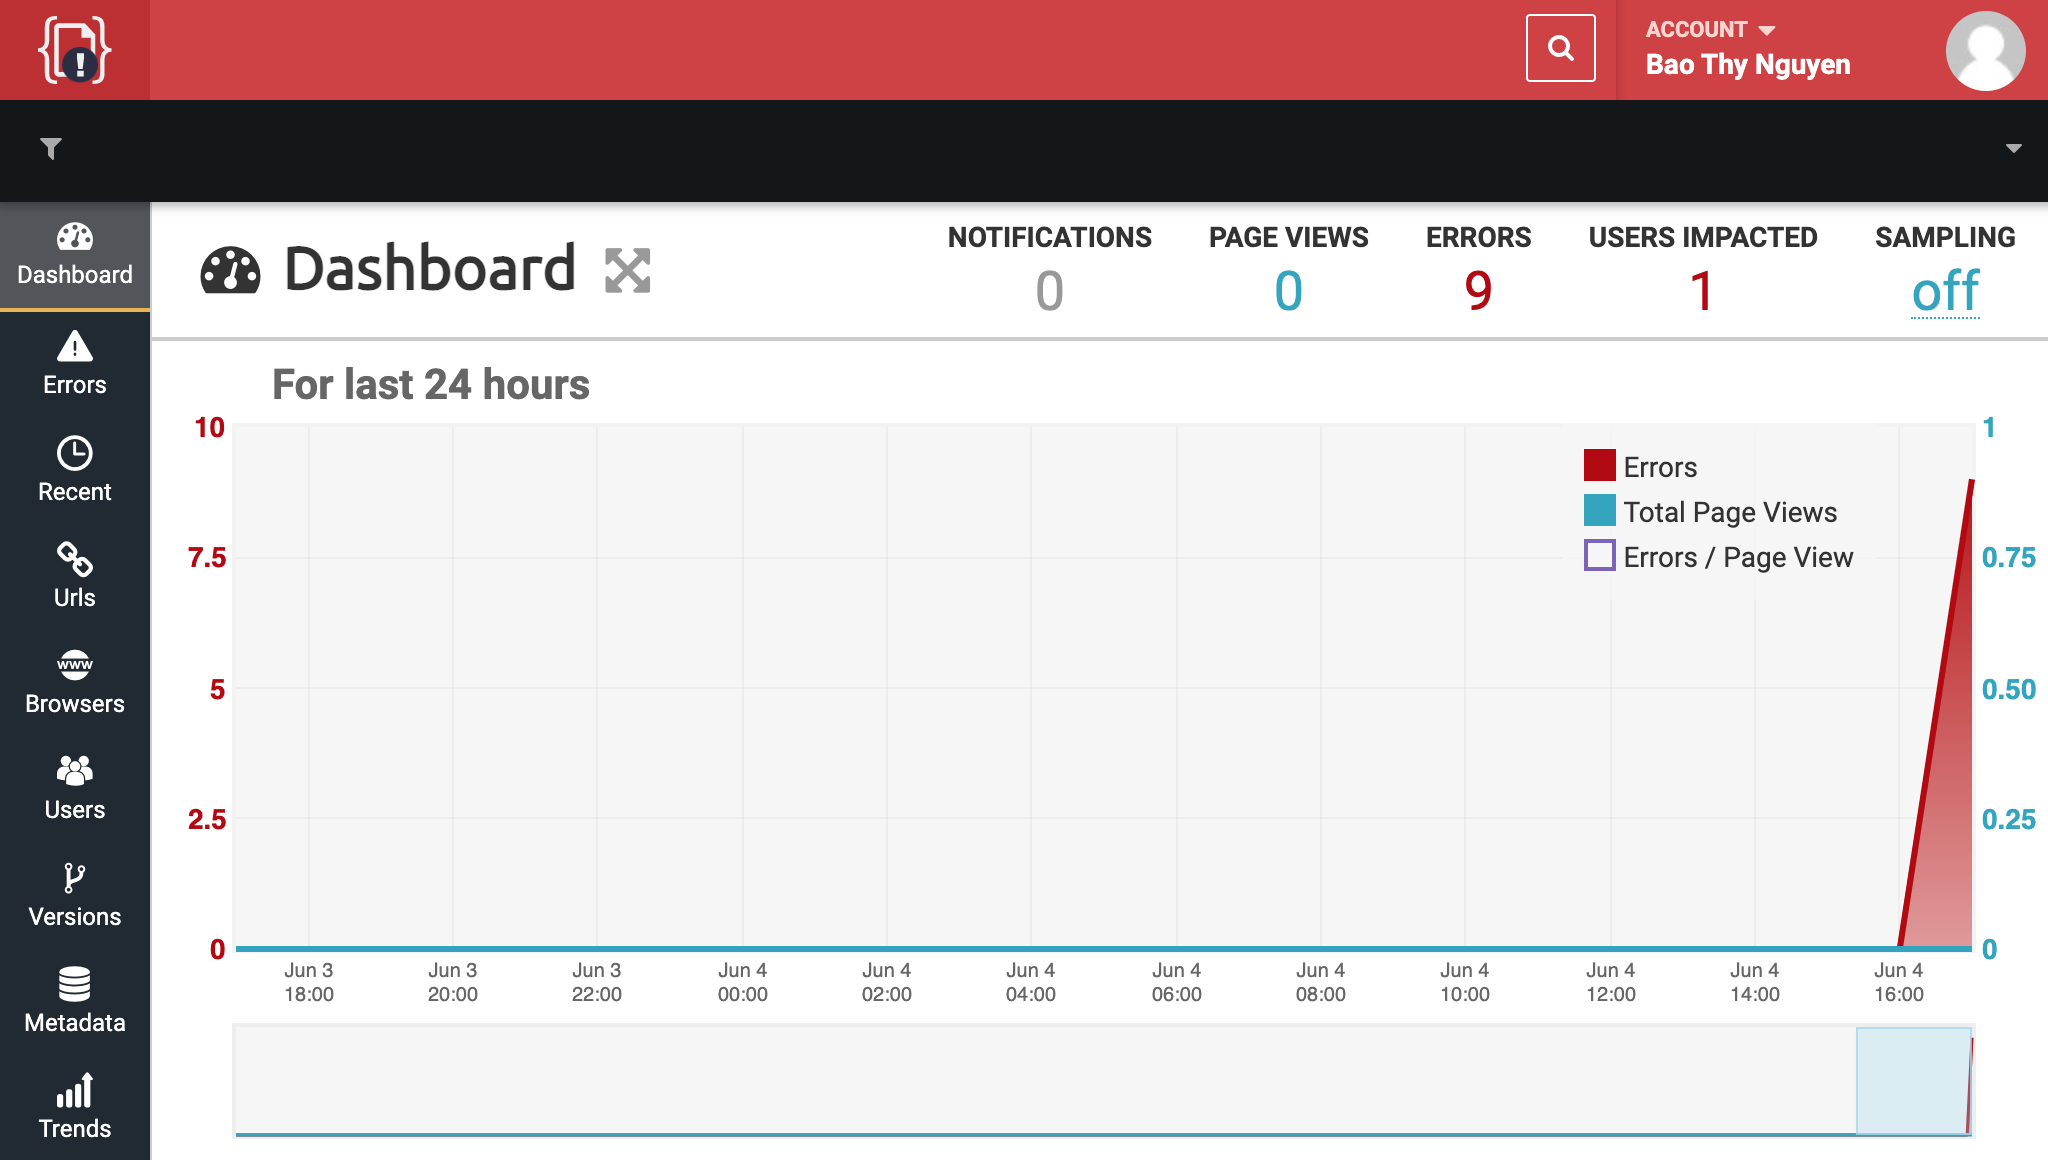 ACCOUNT
Bao Thy Nguyen
Dashboard
Errors
Recent
Urls
www
Browsers
Users
Versions
Metadata
Trends
Dashboard
NOTIFICATIONS
0
PAGE VIEWS
0
ERRORS
9
USERS IMPACTED
1
SAMPLING
off
For last 24 hours
10
7.5
5
2.5
0
1
0.75
0.50
0.25
0
Errors
Total Page Views
Errors / Page View
Jun 3
18:00
Jun 3
20:00
Jun 3
22:00
Jun 4
00:00
Jun 4
02:00
Jun 4
04:00
Jun 4
06:00
Jun 4
08:00
Jun 4
10:00
Jun 4
12:00
Jun 4
14:00
Jun 4
16:00